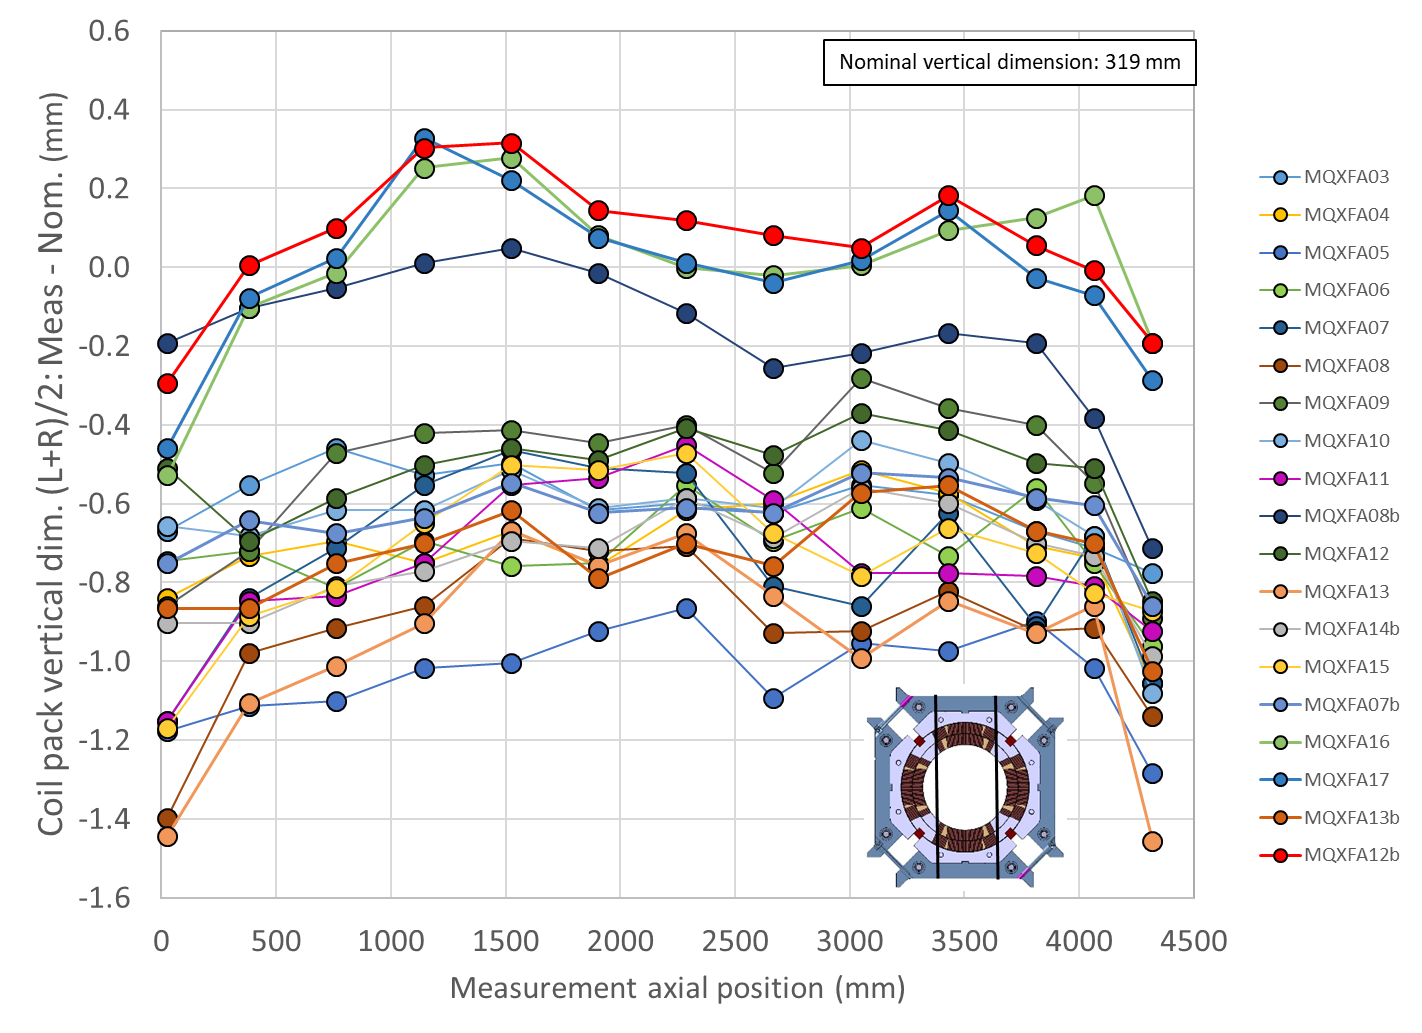 Coil pack vertical dim. (L+R)/2: Meas - Nom. (mm)
0.6
0.4
0.2
0.0
-0.2
-0.4
-0.6
-0.8
-1.0
-1.2
-1.4
-1.6
Nominal vertical dimension: 319 mm
0 500 1000 1500 2000 2500 3000 3500 4000 4500
Measurement axial position (mm)
MQXFA03
MQXFA04
MQXFA05
MQXFA06
MQXFA07
MQXFA08
MQXFA09
MQXFA10
MQXFA11
MQXFA08b
MQXFA12
MQXFA13
MQXFA14b
MQXFA15
MQXFA07b
MQXFA16
MQXFA17
MQXFA13b
MQXFA12b